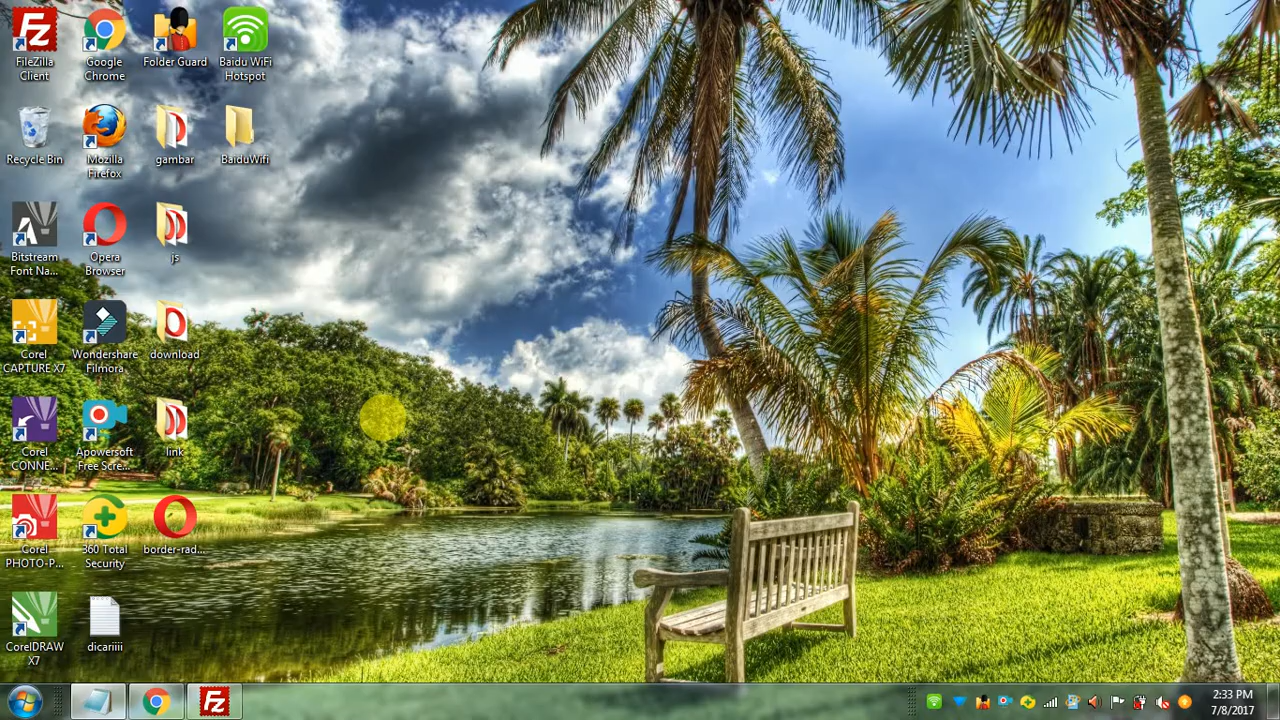 FileZilla
Client
Google
Chrome
Folder Guard
Baidu WiFi
Hotspot
Recycle Bin
Mozilla
Firefox
gambar
BaiduWifi
Bitstream
Font Na...
Opera
Browser
js
Corel
CAPTURE X7
Wondershare
Filmora
download
Corel
CONNE...
Apowersoft
Free Scre...
link
Corel
PHOTO-P...
360 Total
Security
border-rad...
CorelDRAW
X7
dicariiii
2:33 PM
7/8/2017